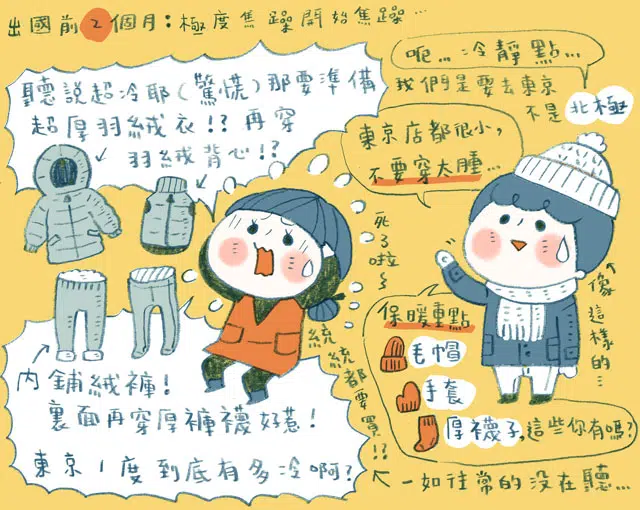 出國前2個月：極度焦躁開始焦躁…
聽說超冷耶(驚慌)那要準備
超厚羽絨衣!?再穿
羽絨背心!?
呃…冷靜點…
我們是要去東京
不是北極
東京店都很小，
不要穿太腫…
死了啦~
像這樣的…
統統都要買!?
保暖重點
毛帽
手套
厚襪子,這些你有嗎?
內鋪絨褲!
裏面再穿厚褲襪好惹!
東京1度到底有多冷啊?
一如往常的沒在聽…